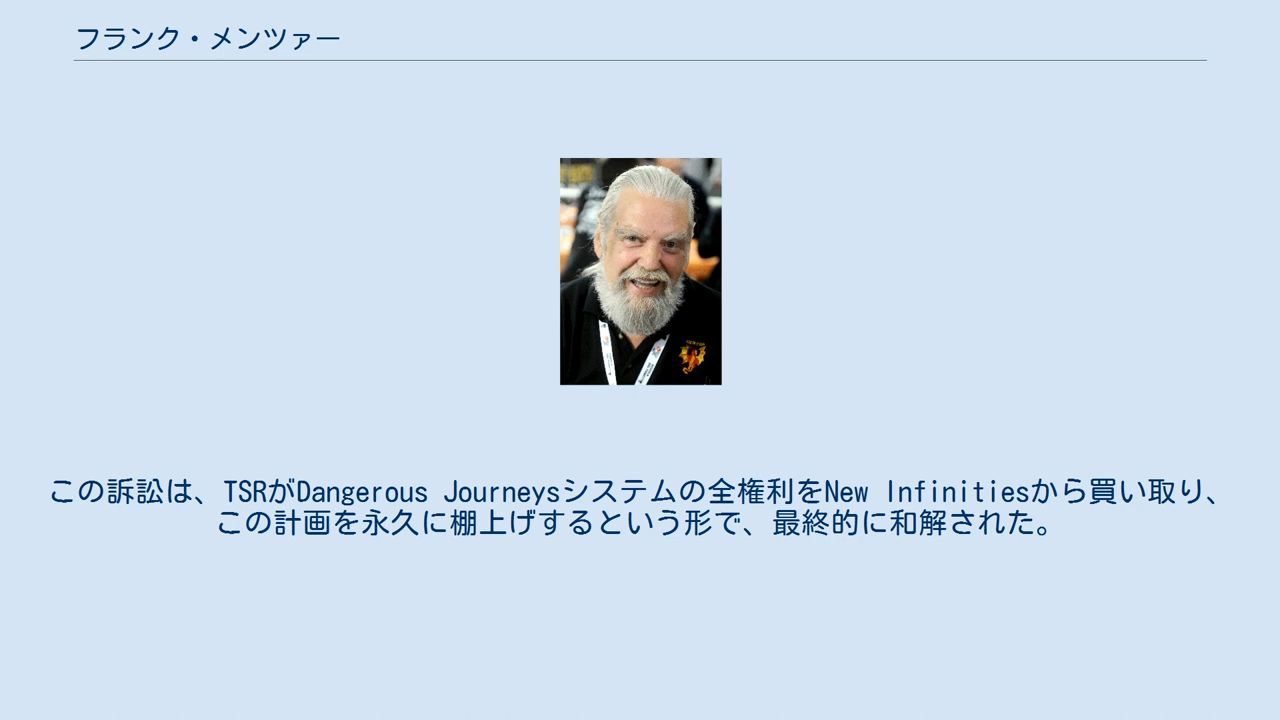 フランク・メンツァー
この訴訟は、TSRがDangerous Journeysシステムの全権利をNew Infinitiesから買い取り、
この計画を永久に棚上げするという形で、最終的に和解された。